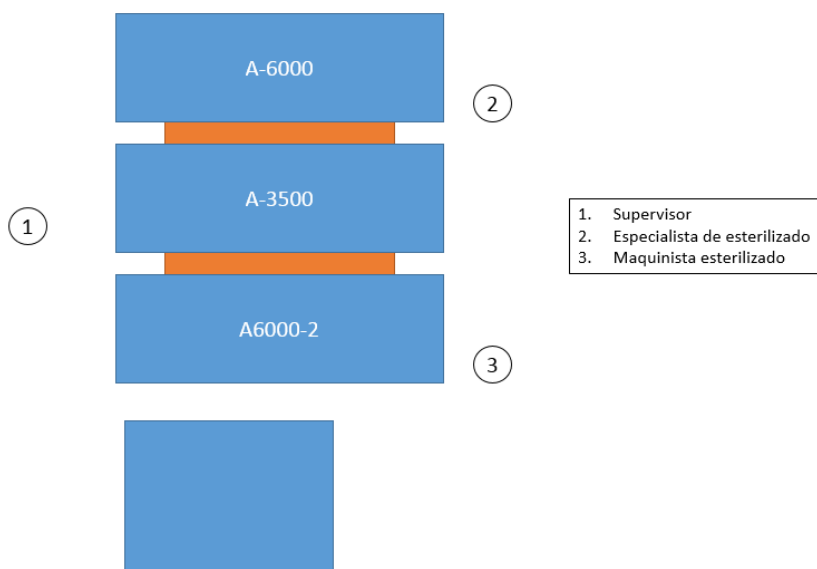 A-6000
2
A-3500
1
1. Supervisor
2. Especialista de esterilizado
3. Maquinista esterilizado
A6000-2
3